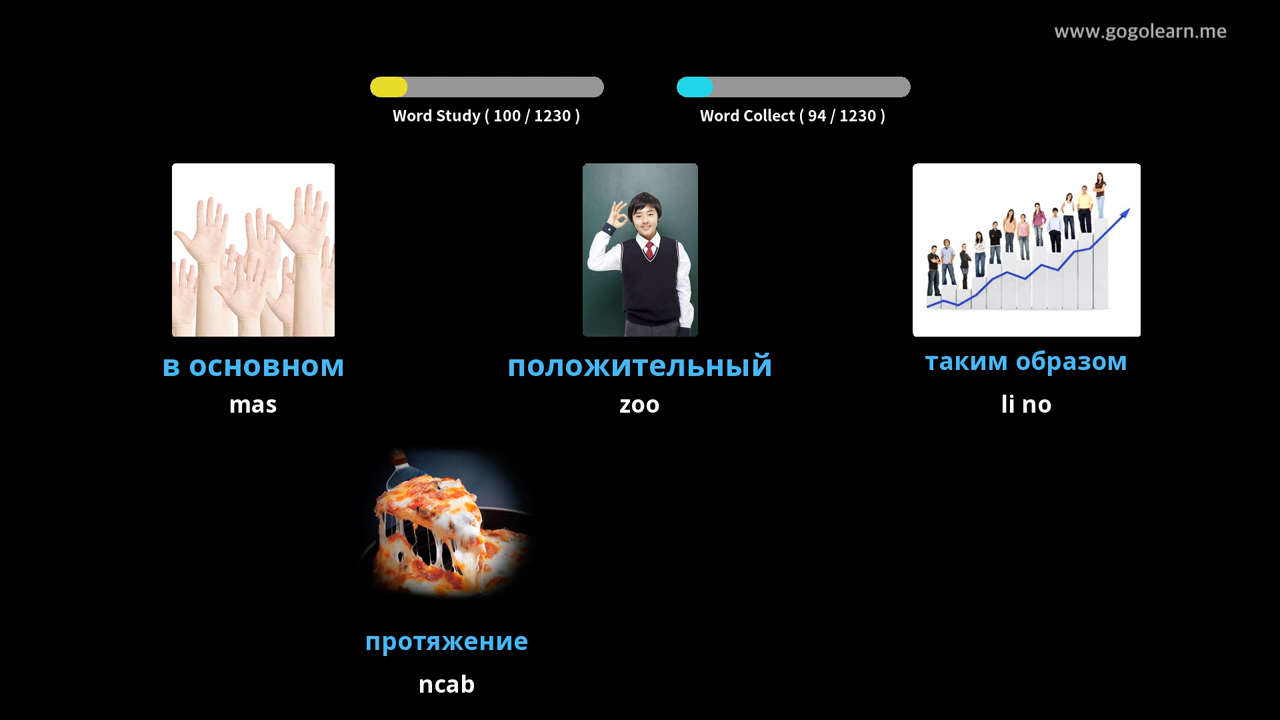 www.gogolearn.me
Word Study ( 100 / 1230 )
Word Collect ( 94 / 1230 )
в основном
mas
положительный
zoo
таким образом
li no
протяжение
ncab